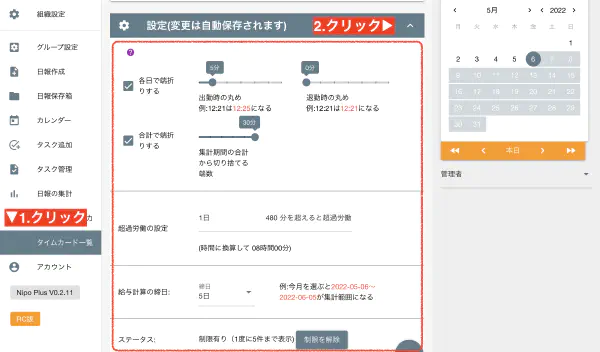 組織設定
グループ設定
日報作成
日報保存箱
カレンダー
タスク追加
タスク管理
日報の集計
▼1.クリック
力
タイムカード一覧
アカウント
Nipo Plus V0.2.11
RC版
設定(変更は自動保存されます)
2.クリック▶
?
各日で端折
りする
5分
出勤時の丸め
例:12:21は12:25になる
0分
退勤時の丸め
例:12:21は12:21になる
合計で端折
りする
30分
集計期間の合計
から切り捨てる
端数
超過労働の設定
1日
480 分を超えると超過労働
(時間に換算して 08時間00分)
給与計算の締日:
締日
5日
例:今月を選ぶと2022-05-06〜
2022-06-05が集計範囲になる
ステータス:
制限有り（1度に5件まで表示)
制限を解除
5月
2022
月 火 水 木 金 土 日
1
2 3 4 5 6 7 8
9 10 11 12 13 14 15
16 17 18 19 20 21 22
23 24 25 26 27 28 29
30 31
本日
管理者